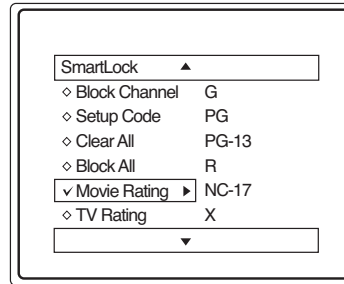 SmartLock
Block Channel G
Setup Code PG
Clear All PG-13
Block All R
Movie Rating NC-17
TV Rating X